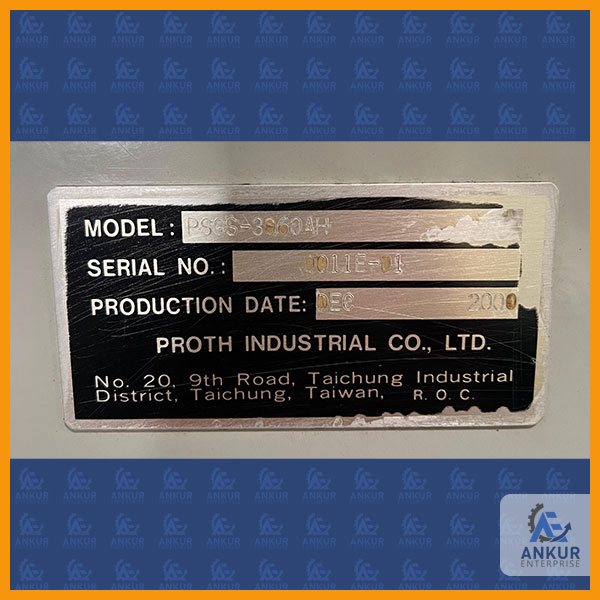 MODEL: PSGS-3060AH
SERIAL NO.: 0011E-01
PRODUCTION DATE: DEC 2000
PROTH INDUSTRIAL CO., LTD.
No. 20, 9th Road, Taichung Industrial
District, Taichung, Taiwan, R.O.C.
ANKUR
ENTERPRISE